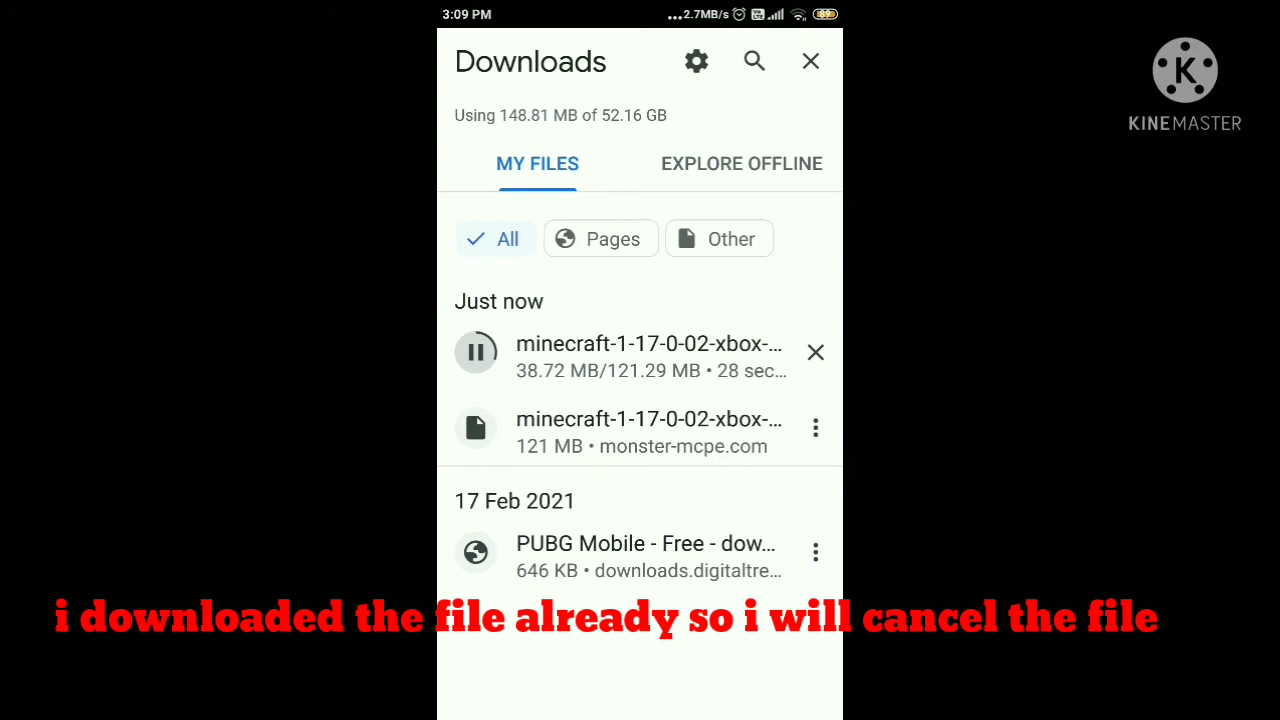 3:09 PM
...2.7MB/s
89
Downloads
Using 148.81 MB of 52.16 GB
MY FILES
EXPLORE OFFLINE
All
Pages
Other
Just now
minecraft-1-17-0-02-xbox-...
38.72 MB/121.29 MB • 28 sec...
minecraft-1-17-0-02-xbox-...
121 MB • monster-mcpe.com
17 Feb 2021
PUBG Mobile - Free - dow...
646 KB • downloads.digitaltre...
i downloaded the file already so i will cancel the file
K
KINEMASTER